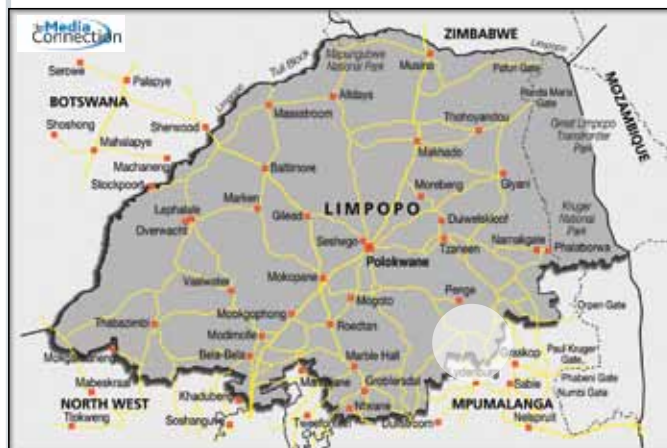 Media
Connection
ZIMBABWE
Limpopo
Serowe
Palapye
Tuli Block
Mapungubwe
National Park
Musina
Pafuri Gate
BOTSWANA
Limpopo
Alldays
MOZAMBIQUE
Maasstroom
Punda Maria
Gate
Shoshong
Mahalapye
Sherwood
Thohoyandou
Great Limpopo
Transfrontier
Park
Machaneng
Makhado
Stockpoort
Baltimore
Giyani
Morebeng
Lephalale
Marken
Gilead
LIMPOPO
Duiwelskloof
Kruger
National
Park
Overwacht
Seshego
Tzaneen
Namakgale
Polokwane
Phalaborwa
Vaalwater
Mokopane
Mogoto
Penge
Orpen Gate
Mookgophong
Thabazimbi
Modimolle
Roedtan
Bela-Bela
Marble Hall
Graskop
Paul Kruger
Gate
Mabeskraal
Groblersdal
Sabie
Phabeni Gate
NORTH WEST
Khadubeng
Numbi Gate
MPUMALANGA
Tlokweng
Soshanguve
Dullstroom
Nelspruit